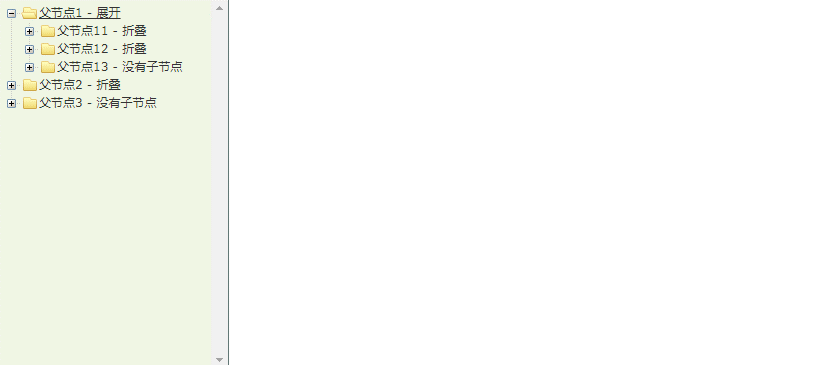 父节点1 - 展开
父节点11 - 折叠
父节点12 - 折叠
父节点13 - 没有子节点
父节点2 - 折叠
父节点3 - 没有子节点